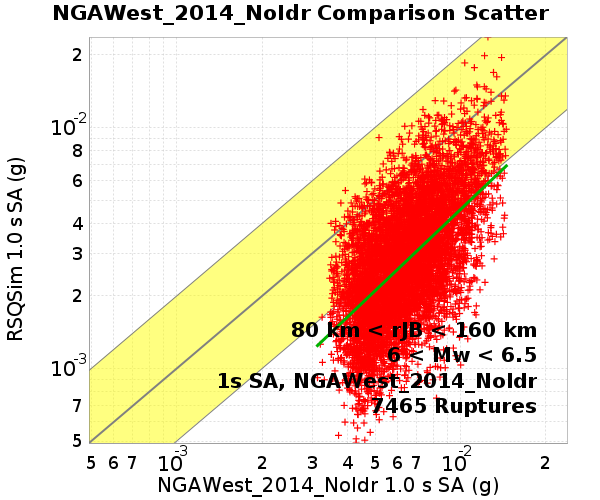 NGAWest_2014_NoIdr Comparison Scatter
RSQSim 1.0 s SA (g)
2
10-2
8
6
4
3
2
10-3
7
5
80 km < rJB < 160 km
6 < Mw < 6.5
1s SA, NGAWest_2014_NoIdr
7465 Ruptures
5 6 7 10-3 2 3 4 5 6 7 10-2 2
NGAWest_2014_NoIdr 1.0 s SA (g)